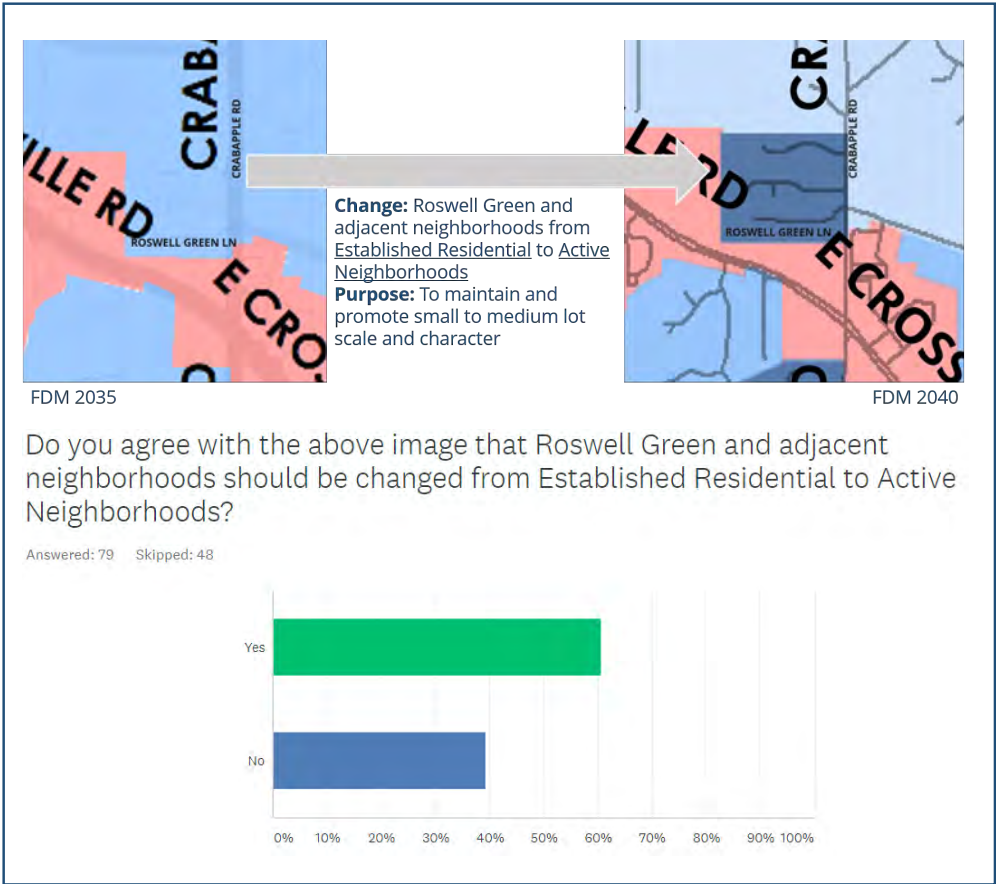 CRAB
CRABAPPLE RD
ILLE RD
ROSWELL GREEN LN
E CRO
FDM 2035
Change: Roswell Green and
adjacent neighborhoods from
Established Residential to Active
Neighborhoods
Purpose: To maintain and
promote small to medium lot
scale and character
CR
CRABAPPLE RD
LE RD
ROSWELL GREEN LN
E CROSS
FDM 2040
Do you agree with the above image that Roswell Green and adjacent
neighborhoods should be changed from Established Residential to Active
Neighborhoods?
Answered: 79 Skipped: 48
Yes
No
0% 10% 20% 30% 40% 50% 60% 70% 80% 90% 100%